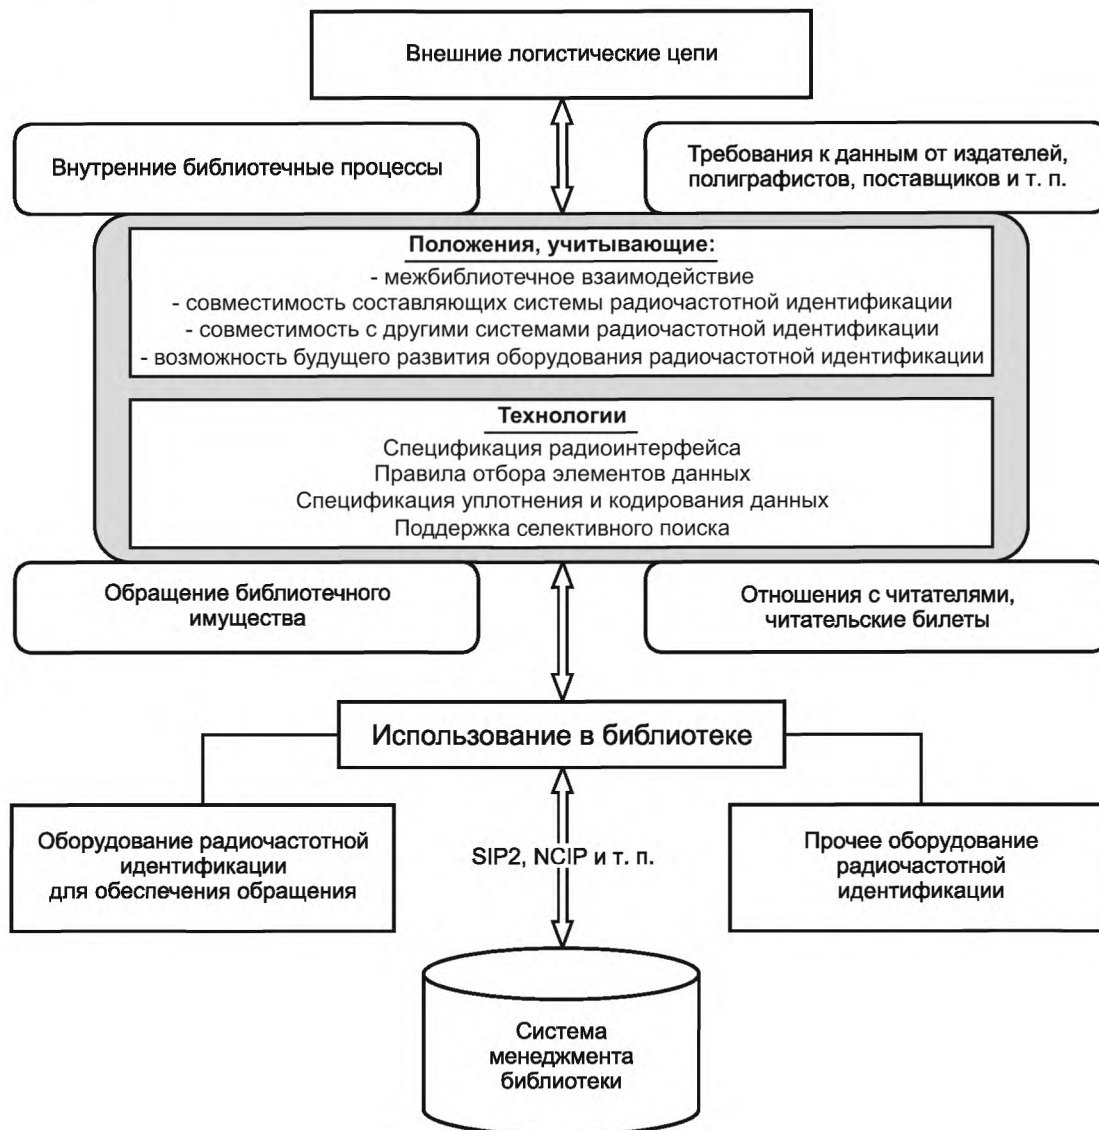 Внешние логистические цепи
Внутренние библиотечные процессы
Требования к данным от издателей,
полиграфистов, поставщиков и т. п.
Положения, учитывающие:
- межбиблиотечное взаимодействие
- совместимость составляющих системы радиочастотной идентификации
- совместимость с другими системами радиочастотной идентификации
- возможность будущего развития оборудования радиочастотной идентификации
Технологии
Спецификация радиоинтерфейса
Правила отбора элементов данных
Спецификация уплотнения и кодирования данных
Поддержка селективного поиска
Обращение библиотечного
имущества
Отношения с читателями,
читательские билеты
Использование в библиотеке
Оборудование радиочастотной
идентификации
для обеспечения обращения
SIP2, NCIP и т. п.
Прочее оборудование
радиочастотной
идентификации
Система
менеджмента
библиотеки